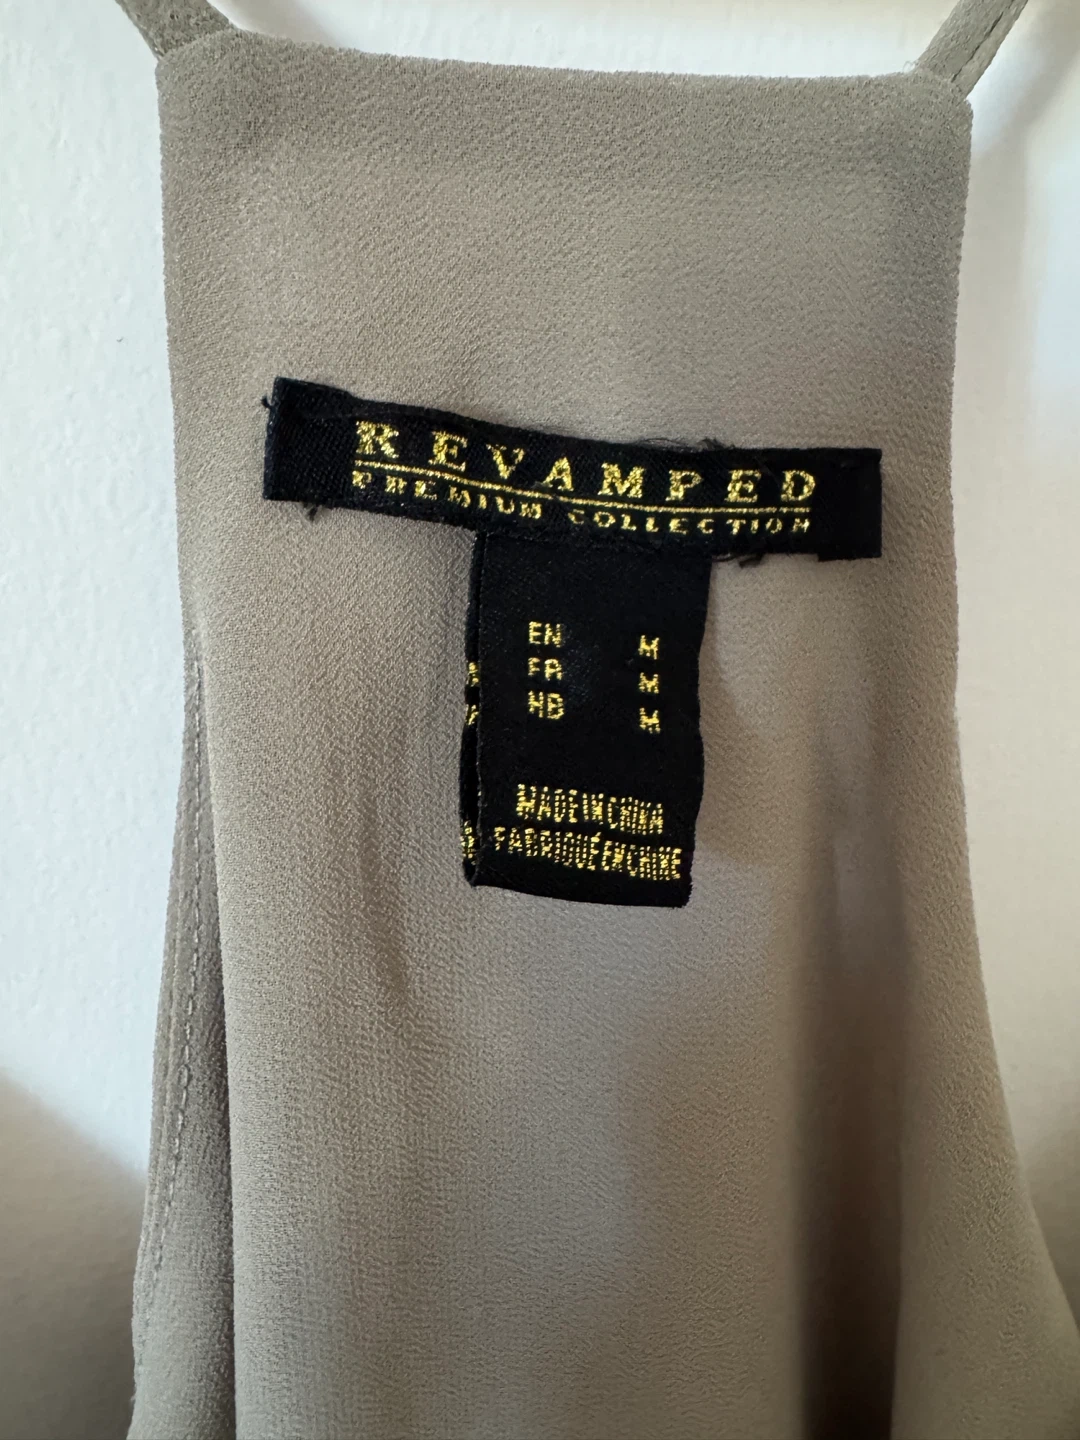 REVAMPED
PREMIUM COLLECTION
EN M
FR M
HB M
MADE IN CHINA
FABRIQUÉ EN CHINE